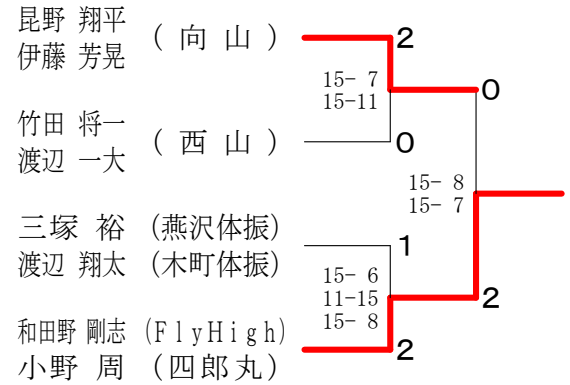 昆野 翔平
伊藤 芳晃
( 向 山 )
2
15- 7
15-11
0
竹田 将一
渡辺 一大
( 西 山 )
0
15- 8
15- 7
三塚 裕 (燕沢体振)
渡辺 翔太 (木町体振)
1
15- 6
11-15
15- 8
2
和田野 剛志 (FlyHigh)
小野 周 (四郎丸)
2